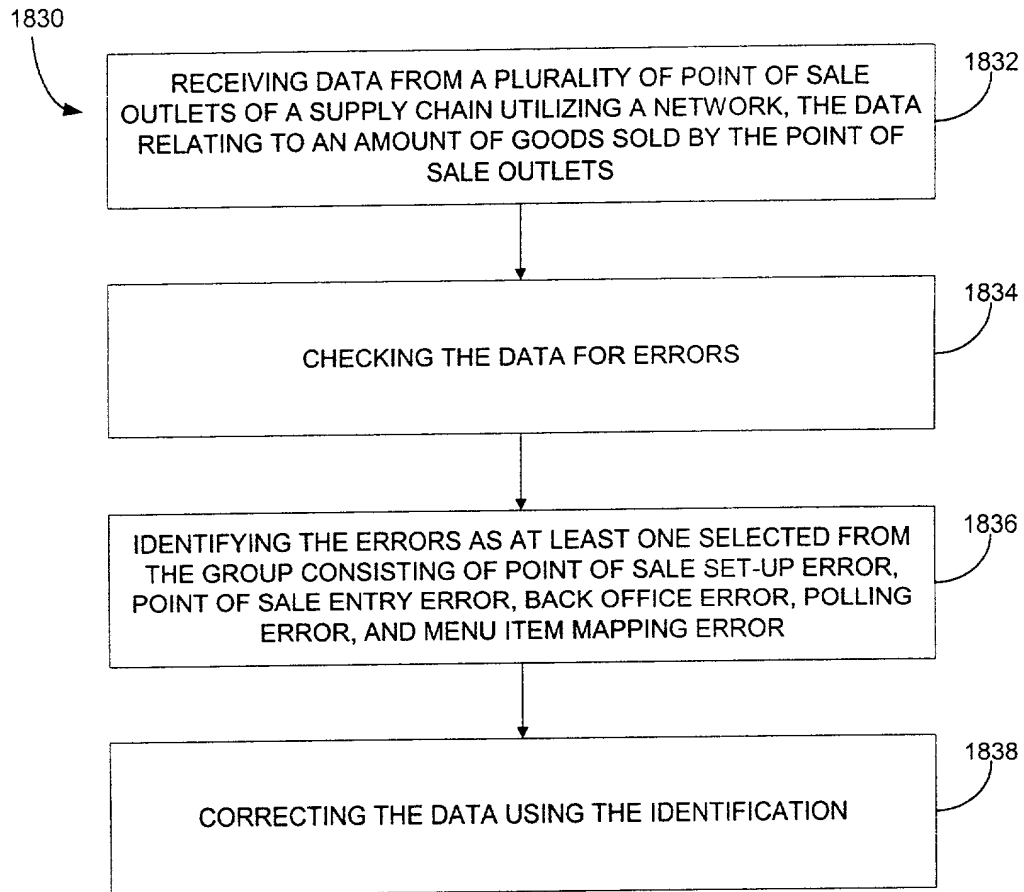 1830
1832
RECEIVING DATA FROM A PLURALITY OF POINT OF SALE
OUTLETS OF A SUPPLY CHAIN UTILIZING A NETWORK, THE DATA
RELATING TO AN AMOUNT OF GOODS SOLD BY THE POINT OF
SALE OUTLETS
1834
CHECKING THE DATA FOR ERRORS
1836
IDENTIFYING THE ERRORS AS AT LEAST ONE SELECTED FROM
THE GROUP CONSISTING OF POINT OF SALE SET-UP ERROR,
POINT OF SALE ENTRY ERROR, BACK OFFICE ERROR, POLLING
ERROR, AND MENU ITEM MAPPING ERROR
1838
CORRECTING THE DATA USING THE IDENTIFICATION